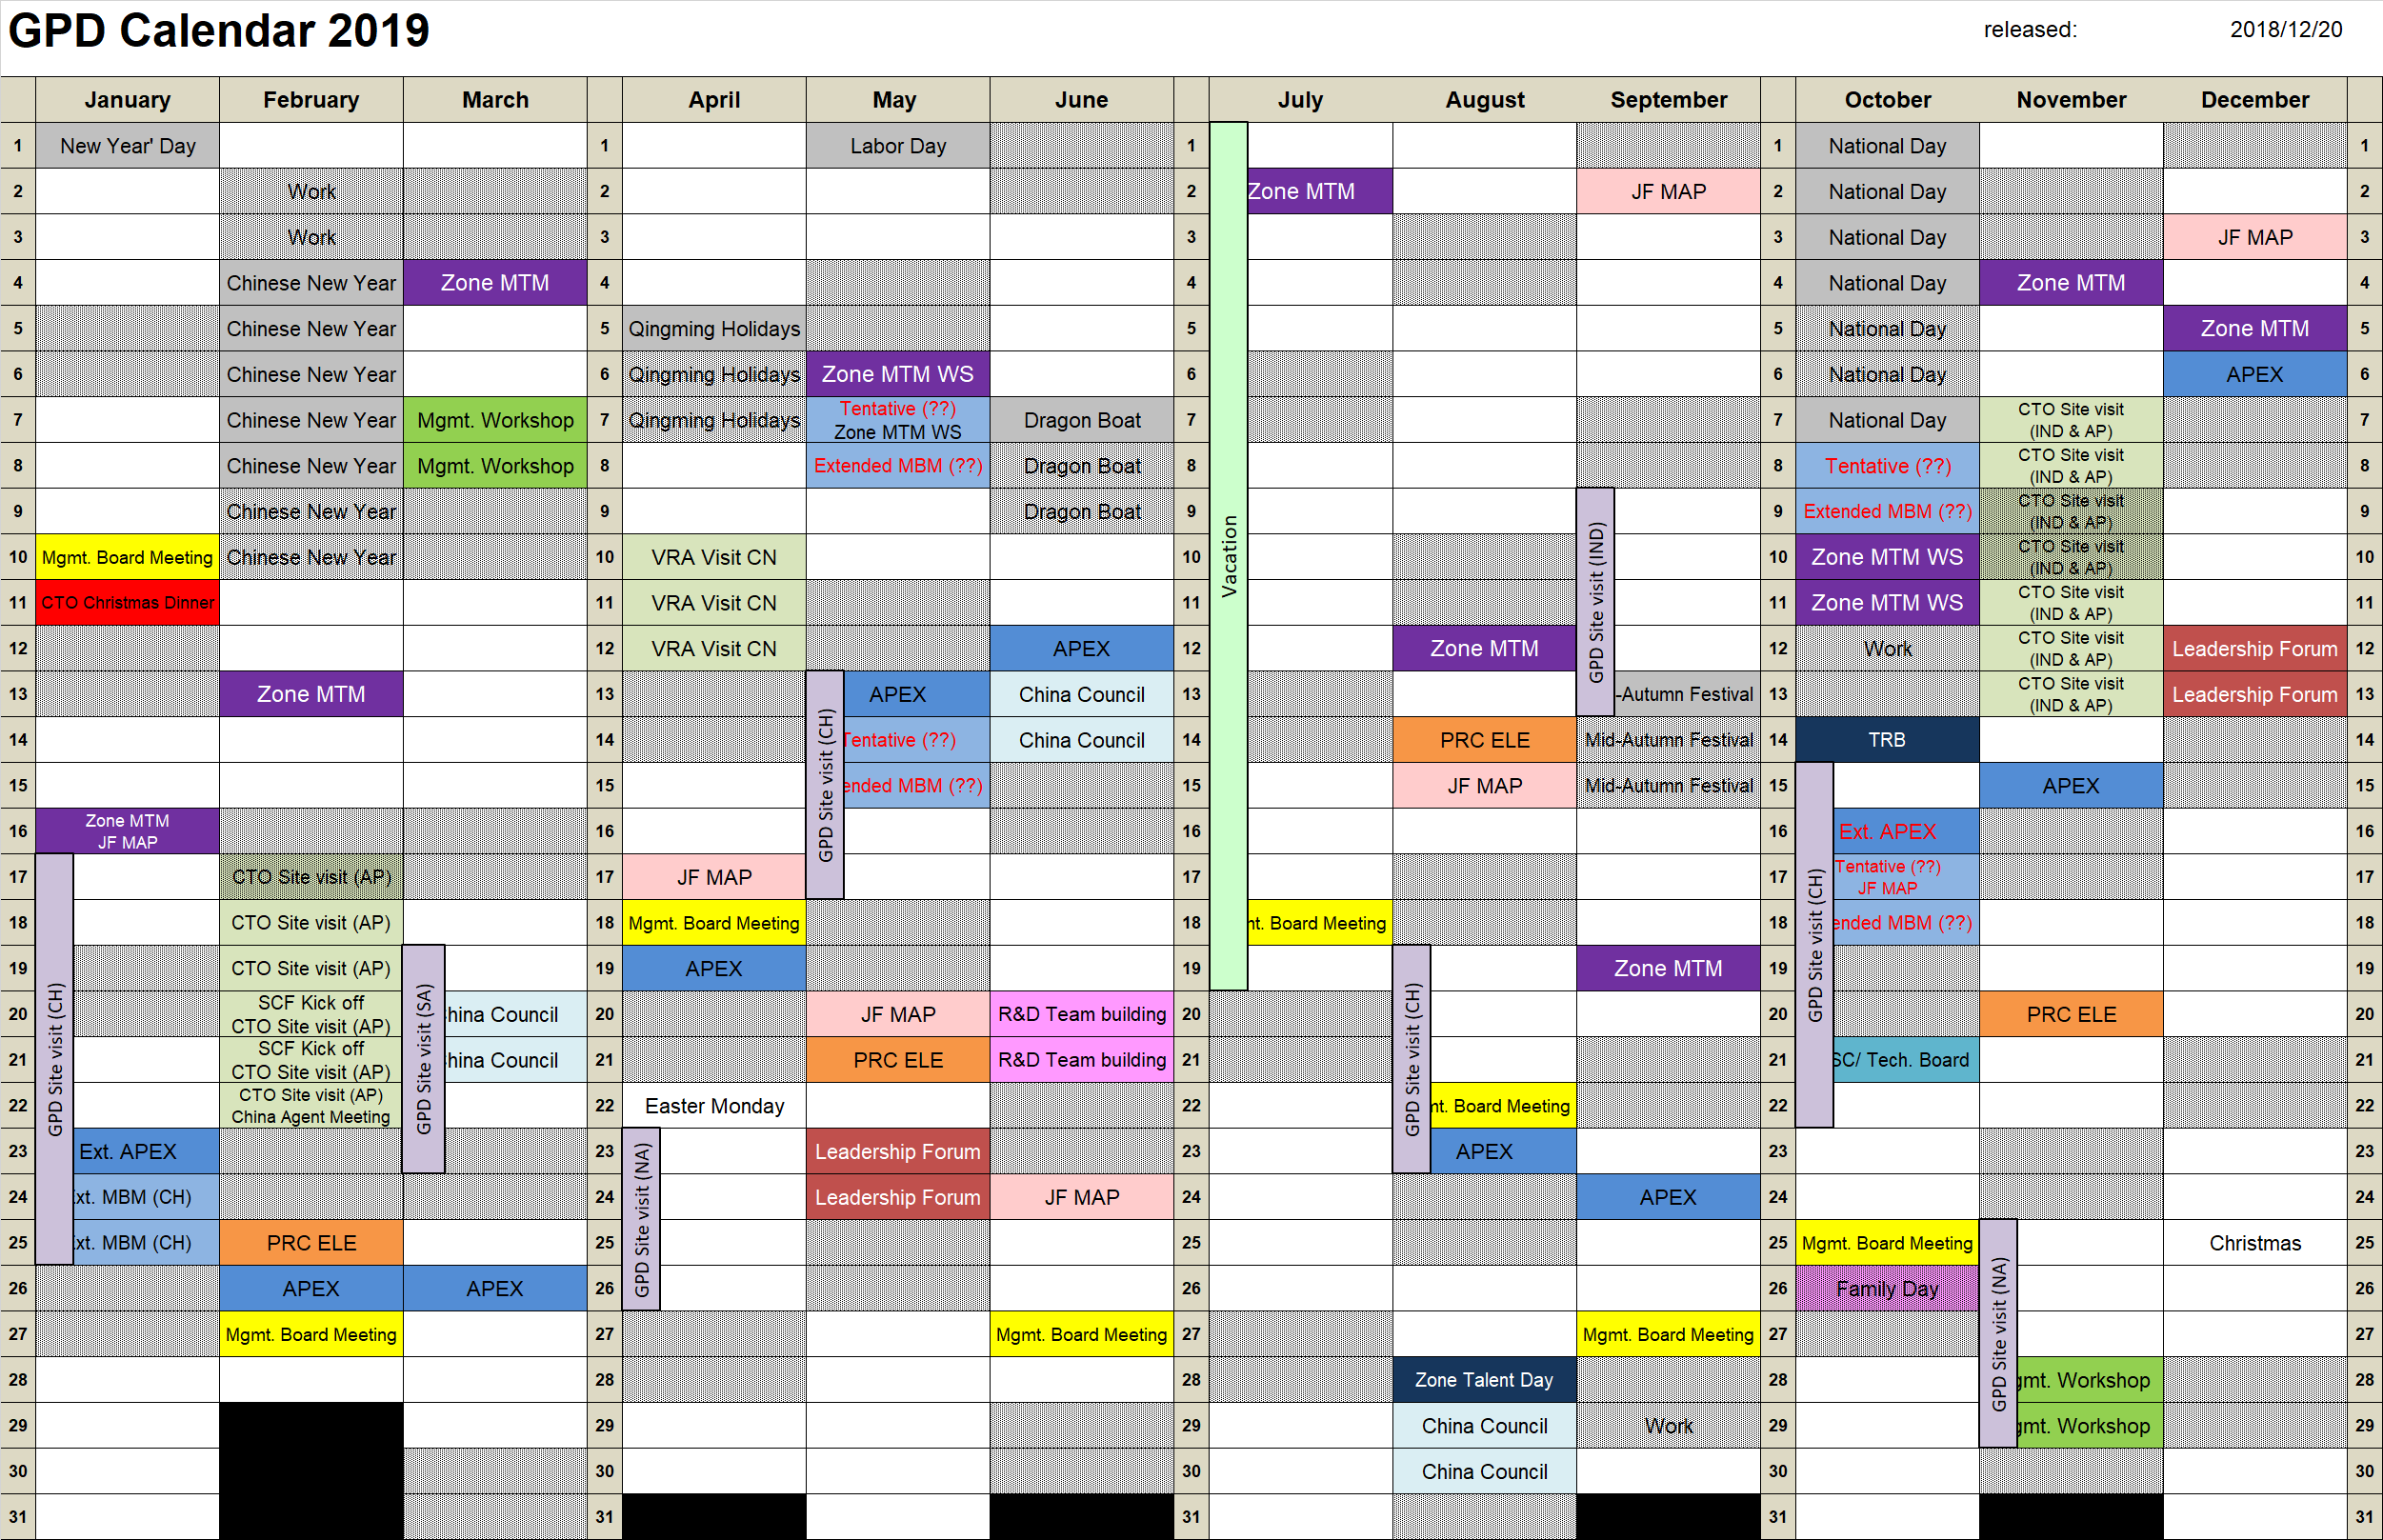 GPD Calendar 2019 released: 2018/12/20
January February March April May June July August September October November December
1 New Year' Day 1 Labor Day 1 1 National Day 1
2 Work 2 2 Zone MTM JF MAP 2 National Day 2
3 Work 3 3 3 National Day JF MAP 3
4 Chinese New Year Zone MTM 4 4 4 National Day Zone MTM 4
5 Chinese New Year 5 Qingming Holidays 5 5 National Day Zone MTM 5
6 Chinese New Year 6 Qingming Holidays Zone MTM WS 6 6 National Day APEX 6
7 Chinese New Year Mgmt. Workshop 7 Qingming Holidays Tentative (??)
Zone MTM WS Dragon Boat 7 7 National Day CTO Site visit
(IND & AP) 7
8 Chinese New Year Mgmt. Workshop 8 Extended MBM (??) Dragon Boat 8 8 Tentative (??) CTO Site visit
(IND & AP) 8
9 Chinese New Year 9 Dragon Boat 9 9 Extended MBM (??) CTO Site visit
(IND & AP) 9
10 Mgmt. Board Meeting Chinese New Year 10 VRA Visit CN 10 10 Zone MTM WS CTO Site visit
(IND & AP) 10
11 CTO Christmas Dinner 11 VRA Visit CN 11 11 Zone MTM WS CTO Site visit
(IND & AP) 11
12 12 VRA Visit CN APEX 12 Zone MTM 12 Work CTO Site visit
(IND & AP) Leadership Forum 12
13 Zone MTM 13 APEX China Council 13 -Autumn Festival 13 CTO Site visit
(IND & AP) Leadership Forum 13
14 14 Tentative (??) China Council 14 PRC ELE Mid-Autumn Festival 14 TRB 14
15 15 ended MBM (??) 15 JF MAP Mid-Autumn Festival 15 APEX 15
16 Zone MTM
JF MAP 16 16 16 Ext. APEX 16
17 CTO Site visit (AP) 17 JF MAP 17 17 Tentative (??)
JF MAP 17
18 CTO Site visit (AP) 18 Mgmt. Board Meeting 18 nt. Board Meeting 18 ended MBM (??) 18
19 CTO Site visit (AP) 19 APEX 19 Zone MTM 19 19
20 SCF Kick off
CTO Site visit (AP) hina Council 20 JF MAP R&D Team building 20 20 PRC ELE 20
21 SCF Kick off
CTO Site visit (AP) hina Council 21 PRC ELE R&D Team building 21 21 SC/ Tech. Board 21
22 CTO Site visit (AP)
China Agent Meeting 22 Easter Monday 22 nt. Board Meeting 22 22
23 Ext. APEX 23 Leadership Forum 23 APEX 23 23
24 xt. MBM (CH) 24 Leadership Forum JF MAP 24 APEX 24 24
25 xt. MBM (CH) PRC ELE 25 25 25 Mgmt. Board Meeting Christmas 25
26 APEX APEX 26 26 26 Family Day 26
27 Mgmt. Board Meeting 27 Mgmt. Board Meeting 27 Mgmt. Board Meeting 27 27
28 28 28 Zone Talent Day 28 gmt. Workshop 28
29 29 29 China Council Work 29 gmt. Workshop 29
30 30 30 China Council 30 30
31 31 31 31 31
GPD Site visit (CH)
GPD Site visit (SA)
GPD Site visit (NA)
GPD Site visit (CH)
Vacation
GPD Site visit (CH)
GPD Site visit (IND)
GPD Site visit (CH)
GPD Site visit (NA)